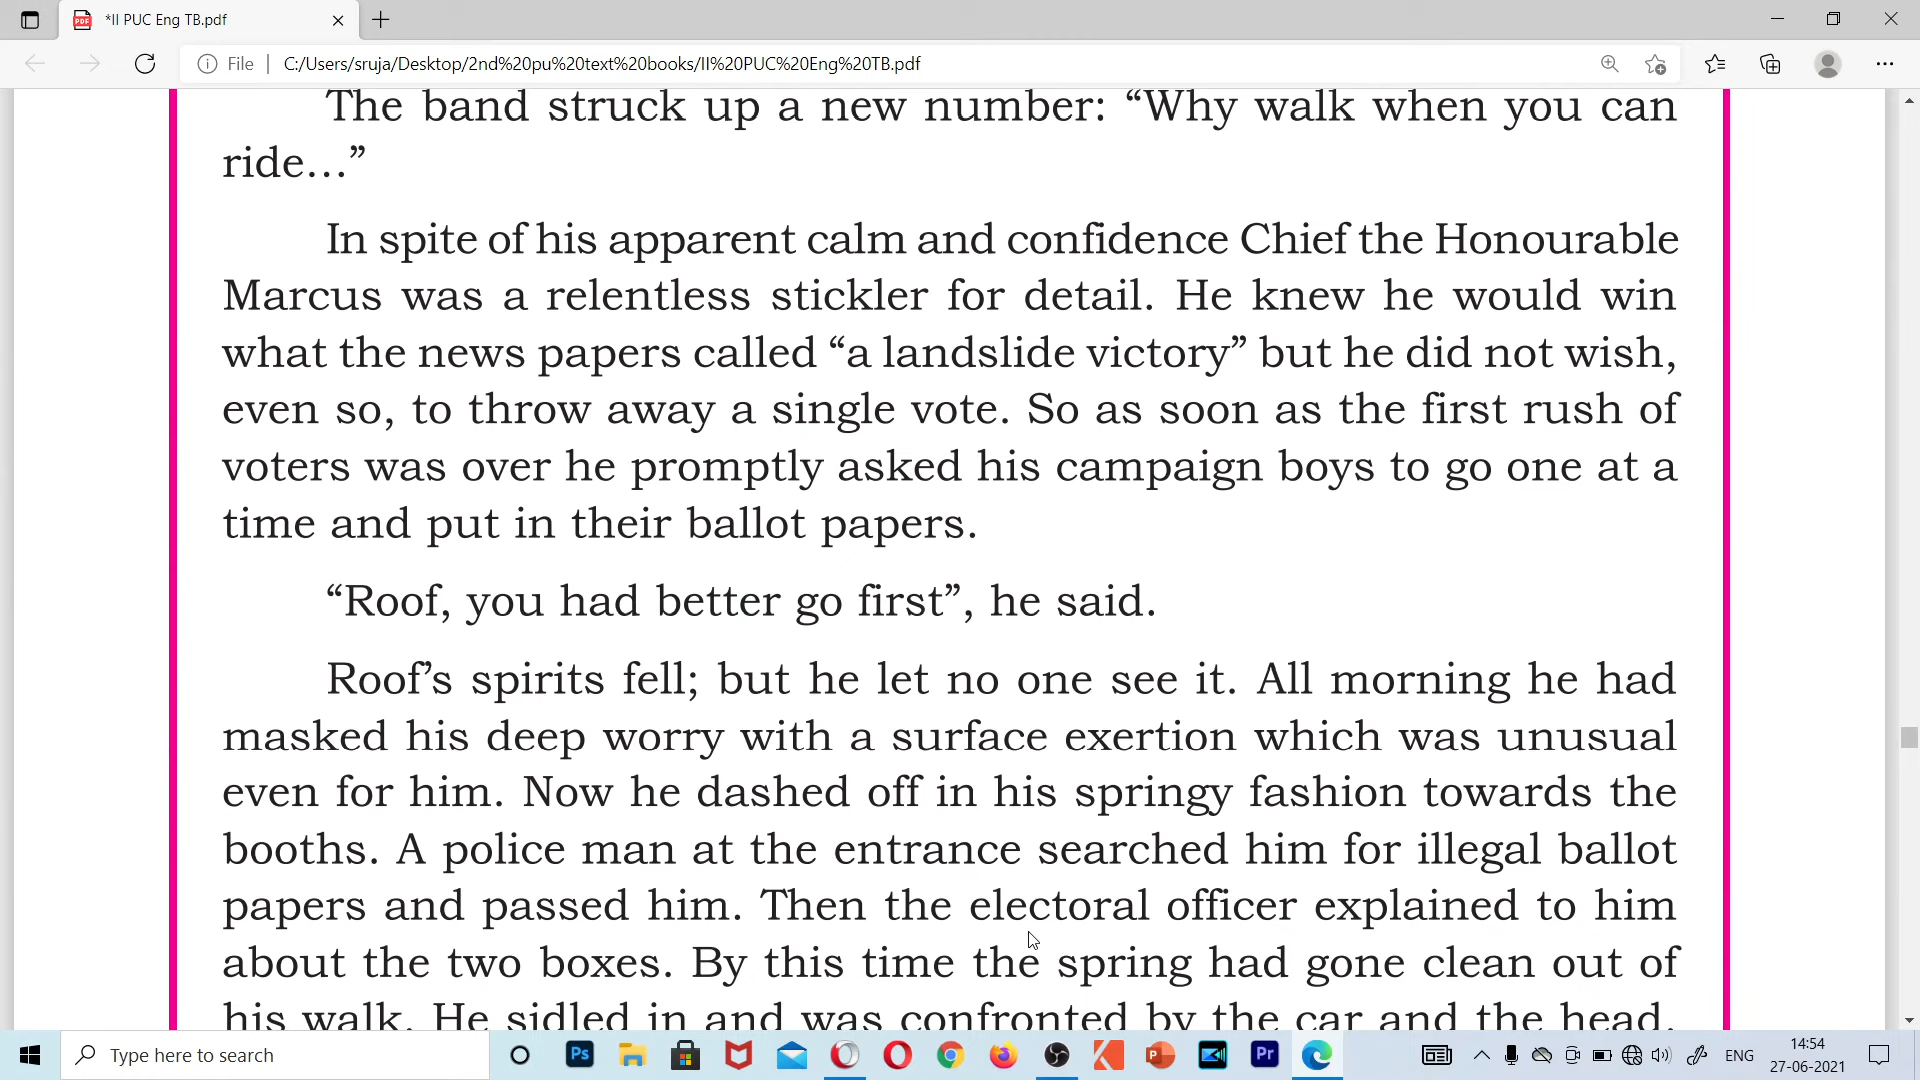 *II PUC Eng TB.pdf
File | C:/Users/sruja/Desktop/2nd%20pu%20text%20books/II%20PUC%20Eng%20TB.pdf
The band struck up a new number: “Why walk when you can
ride...”
In spite of his apparent calm and confidence Chief the Honourable
Marcus was a relentless stickler for detail. He knew he would win
what the news papers called “a landslide victory” but he did not wish,
even so, to throw away a single vote. So as soon as the first rush of
voters was over he promptly asked his campaign boys to go one at a
time and put in their ballot papers.
“Roof, you had better go first”, he said.
Roof’s spirits fell; but he let no one see it. All morning he had
masked his deep worry with a surface exertion which was unusual
even for him. Now he dashed off in his springy fashion towards the
booths. A police man at the entrance searched him for illegal ballot
papers and passed him. Then the electoral officer explained to him
about the two boxes. By this time the spring had gone clean out of
his walk. He sidled in and was confronted by the car and the head.
Type here to search
Ps
Pr
ENG
14:54
27-06-2021